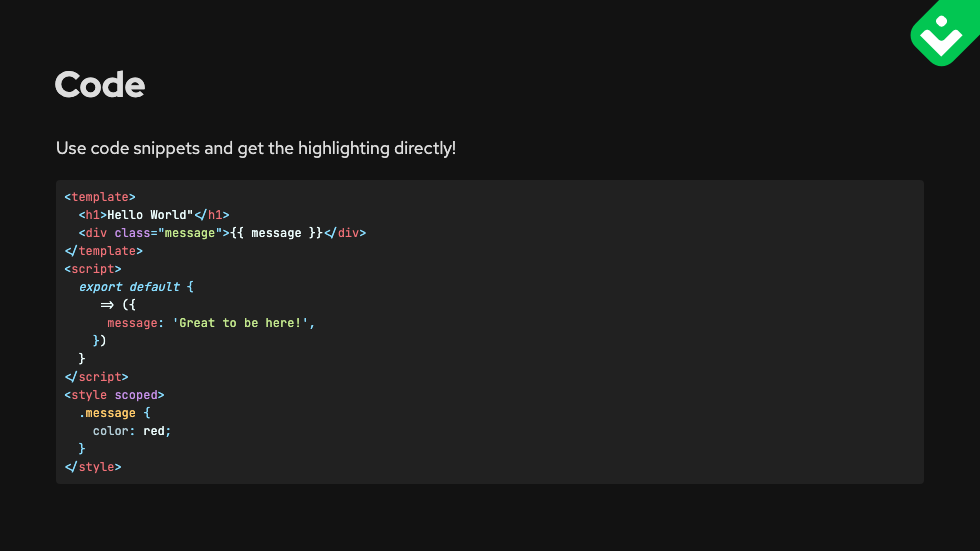 Code
Use code snippets and get the highlighting directly!
<template>
  <h1>Hello World"</h1>
  <div class="message">{{ message }}</div>
</template>
<script>
  export default {
     => ({
      message: 'Great to be here!',
    })
  }
</script>
<style scoped>
  .message {
    color: red;
  }
</style>